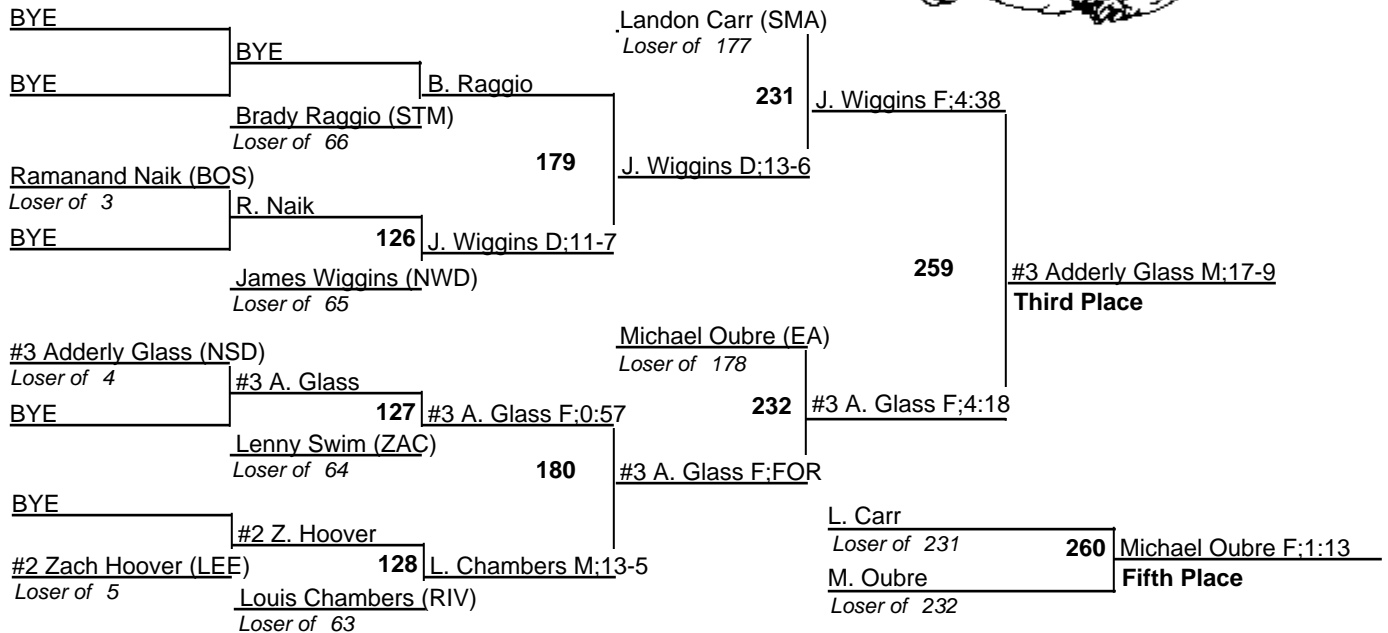 BYE
BYE
BYE
Brady Raggio (STM)
Loser of 66
B. Raggio
Ramanand Naik (BOS)
Loser of 3
BYE
R. Naik
James Wiggins (NWD)
Loser of 65
126
J. Wiggins D;11-7
179
Landon Carr (SMA)
Loser of 177
J. Wiggins D;13-6
231
J. Wiggins F;4:38
#3 Adderly Glass (NSD)
Loser of 4
BYE
#3 A. Glass
Lenny Swim (ZAC)
Loser of 64
127
#3 A. Glass F;0:57
BYE
#2 Zach Hoover (LEE)
Loser of 5
#2 Z. Hoover
Louis Chambers (RIV)
Loser of 63
128
L. Chambers M;13-5
180
Michael Oubre (EA)
Loser of 178
#3 A. Glass F;FOR
232
#3 A. Glass F;4:18
259
#3 Adderly Glass M;17-9
Third Place
L. Carr
Loser of 231
M. Oubre
Loser of 232
260
Michael Oubre F;1:13
Fifth Place